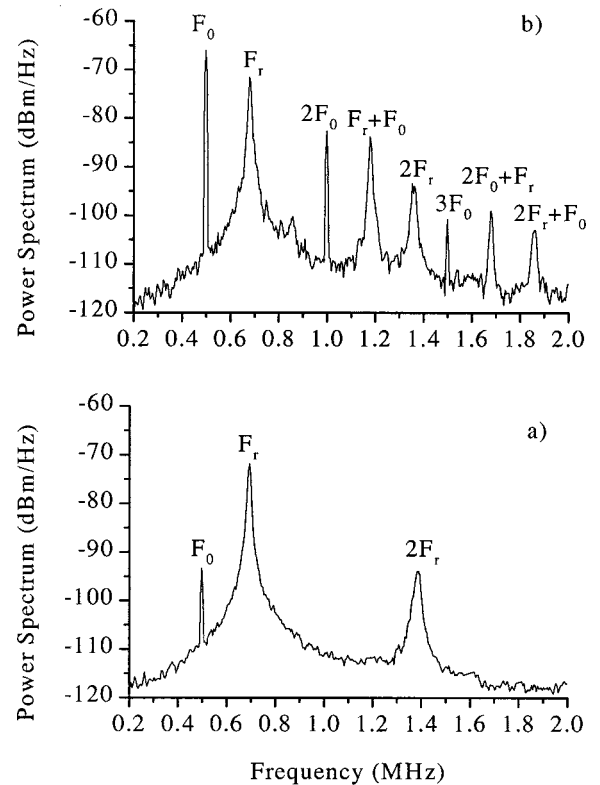 b)
F₀
Fᵣ
2F₀
Fᵣ+F₀
2Fᵣ
3F₀
2F₀+Fᵣ
2Fᵣ+F₀
Power Spectrum (dBm/Hz)
-60
-70
-80
-90
-100
-110
-120
0.2 0.4 0.6 0.8 1.0 1.2 1.4 1.6 1.8 2.0
a)
Fᵣ
F₀
2Fᵣ
Power Spectrum (dBm/Hz)
-60
-70
-80
-90
-100
-110
-120
0.2 0.4 0.6 0.8 1.0 1.2 1.4 1.6 1.8 2.0
Frequency (MHz)